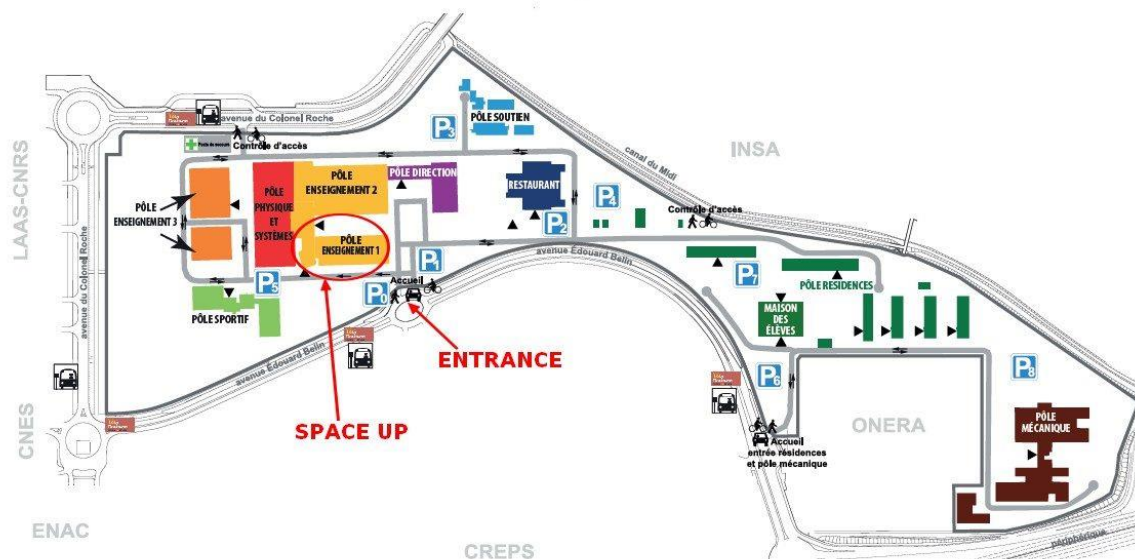 avenue du Colonel Roche
Contrôle d'accès
P3
PÔLE
SOUTIEN
canal du Midi
INSA
LAAS-CNRS
PÔLE
ENSEIGNEMENT 3
PÔLE
PHYSIQUE
ET
SYSTÈMES
PÔLE
ENSEIGNEMENT 2
PÔLE DIRECTION
RESTAURANT
P4
Contrôle d'accès
P2
PÔLE
ENSEIGNEMENT 1
P1
avenue Édouard Belin
P5
P0
Accueil
P7
PÔLE RÉSIDENCES
PÔLE SPORTIF
MAISON
DES
ÉLÈVES
avenue du Colonel Roche
avenue Édouard Belin
ENTRANCE
P6
P8
SPACE UP
CNES
ONERA
PÔLE
MÉCANIQUE
Accueil
entrée résidences
et pôle mécanique
ENAC
CREPS
périphérique